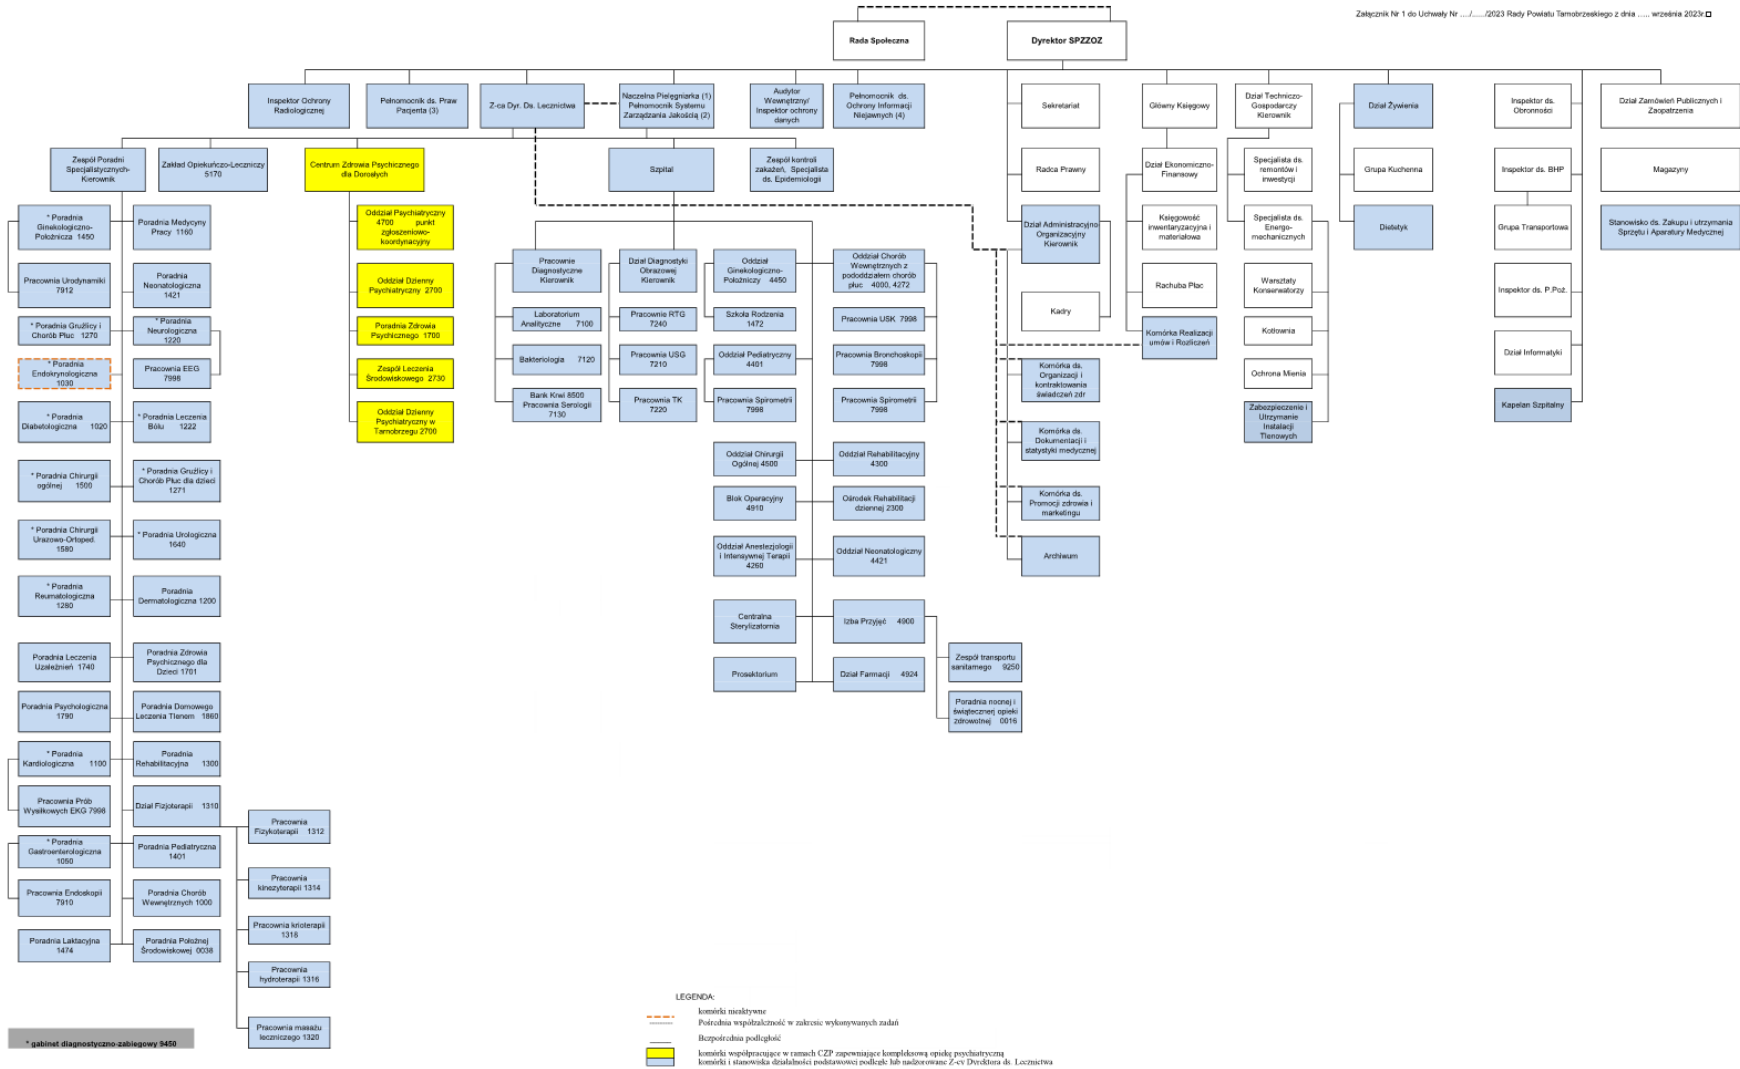 Załącznik Nr 1 do Uchwały Nr ..../....../2023 Rady Powiatu Tarnobrzeskiego z dnia ..... września 2023r.
Rada Społeczna
Dyrektor SPZZOZ
Inspektor Ochrony
Radiologicznej
Pełnomocnik ds. Praw
Pacjenta (3)
Z-ca Dyr. Ds. Lecznictwa
Naczelna Pielęgniarka (1)
Pełnomocnik Systemu
Zarządzania Jakością (2)
Audytor
Wewnętrzny/
Inspektor ochrony
danych
Pełnomocnik ds.
Ochrony Informacji
Niejawnych (4)
Sekretariat
Główny Księgowy
Dział Techniczo-
Gospodarczy
Kierownik
Dział Żywienia
Inspektor ds.
Obronności
Dział Zamówień Publicznych i
Zaopatrzenia
Zespół Poradni
Specjalistycznych-
Kierownik
Zakład Opiekuńczo-Leczniczy
5170
Centrum Zdrowia Psychicznego
dla Dorosłych
Szpital
Zespół kontroli
zakażeń, Specjalista
ds. Epidemiologii
Radca Prawny
Dział Ekonomiczno-
Finansowy
Specjalista ds.
remontów i
inwestycji
Grupa Kuchenna
Inspektor ds. BHP
Magazyny
* Poradnia
Ginekologiczno-
Położnicza 1450
Poradnia Medycyny
Pracy 1160
Oddział Psychiatryczny
4700 punkt
zgłoszeniowo-
koordynacyjny
Dział Administracyjno
Organizacyjny
Kierownik
Księgowość
inwentaryzacyjna i
materiałowa
Specjalista ds.
Energo-
mechanicznych
Dietetyk
Grupa Transportowa
Stanowisko ds. Zakupu i utrzymania
Sprzętu i Aparatury Medycznej
Pracownia Urodynamiki
7912
Poradnia
Neonatologiczna
1421
Oddział Dzienny
Psychiatryczny 2700
Pracownie
Diagnostyczne
Kierownik
Dział Diagnostyki
Obrazowej
Kierownik
Oddział
Ginekologiczno-
Położniczy 4450
Oddział Chorób
Wewnętrznych z
pododdziałem chorób
płuc 4000, 4272
Kadry
Rachuba Płac
Warsztaty
Konserwatorzy
Inspektor ds. P.Poż.
* Poradnia Gruźlicy i
Chorób Płuc 1270
* Poradnia
Neurologiczna
1220
Poradnia Zdrowia
Psychicznego 1700
Laboratorium
Analityczne 7100
Pracownie RTG
7240
Szkoła Rodzenia
1472
Pracownia USK 7998
Komórka Realizacji
umów i Rozliczeń
Kotłownia
Dział Informatyki
* Poradnia
Endokrynologiczna
1030
Pracownia EEG
7998
Zespół Leczenia
Środowiskowego 2730
Bakteriologia 7120
Pracownia USG
7210
Oddział Pediatryczny
4401
Pracownia Bronchoskopii
7998
Komórka ds.
Organizacji i
kontraktowania
świadczeń zdr
Ochrona Mienia
* Poradnia
Diabetologiczna 1020
* Poradnia Leczenia
Bólu 1222
Oddział Dzienny
Psychiatryczny w
Tarnobrzegu 2700
Bank Krwi 8500
Pracownia Serologii
7130
Pracownia TK
7220
Pracownia Spirometrii
7998
Pracownia Spirometrii
7998
Komórka ds.
Dokumentacji i
statystyki medycznej
Zabezpieczenie i
Utrzymanie
Instalacji
Tlenowych
Kapelan Szpitalny
* Poradnia Chirurgii
ogólnej 1500
* Poradnia Gruźlicy i
Chorób Płuc dla dzieci
1271
Oddział Chirurgii
Ogólnej 4500
Oddział Rehabilitacyjny
4300
Komórka ds.
Promocji zdrowia i
marketingu
* Poradnia Chirurgii
Urazowo-Ortoped.
1580
* Poradnia Urologiczna
1640
Blok Operacyjny
4910
Ośrodek Rehabilitacji
dziennej 2300
Archiwum
* Poradnia
Reumatologiczna
1280
Poradnia
Dermatologiczna 1200
Oddział Anestezjologii
i Intensywnej Terapii
4260
Oddział Neonatologiczny
4421
Poradnia Leczenia
Uzależnień 1740
Poradnia Zdrowia
Psychicznego dla
Dzieci 1701
Centralna
Sterylizatornia
Izba Przyjęć 4900
Zespół transportu
sanitarnego 9250
Poradnia Psychologiczna
1790
Poradnia Domowego
Leczenia Tlenem 1860
Prosektorium
Dział Farmacji 4924
Poradnia nocnej i
świątecznej opieki
zdrowotnej 0016
* Poradnia
Kardiologiczna 1100
Poradnia
Rehabilitacyjna 1300
Pracownia Prób
Wysiłkowych EKG 7998
Dział Fizjoterapii 1310
Pracownia
Fizykoterapii 1312
* Poradnia
Gastroenterologiczna
1050
Poradnia Pediatryczna
1401
Pracownia
kinezyterapii 1314
Pracownia Endoskopii
7910
Poradnia Chorób
Wewnętrznych 1000
Pracownia krioterapii
1318
Poradnia Laktacyjna
1474
Poradnia Położnej
Środowiskowej 0038
Pracownia
hydroterapii 1316
Pracownia masażu
leczniczego 1320
* gabinet diagnostyczno-zabiegowy 9450
LEGENDA:
komórki nieaktywne
Pośrednia współzależność w zakresie wykonywanych zadań
Bezpośrednia podległość
komórki współpracujące w ramach CZP zapewniające kompleksową opiekę psychiatryczną
komórki i stanowiska działalności podstawowej podległe lub nadzorowane Z-cy Dyrektora ds. Lecznictwa